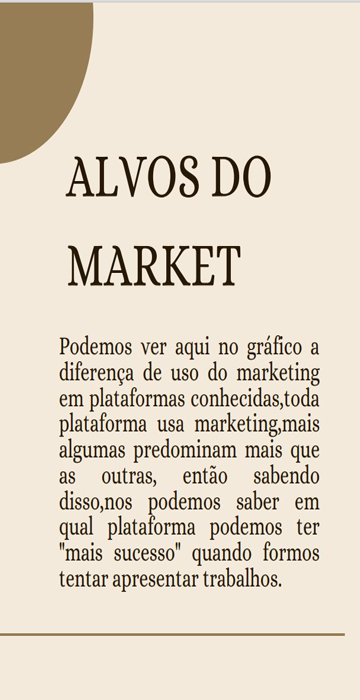 ALVOS DO
MARKET
Podemos ver aqui no gráfico a
diferença de uso do marketing
em plataformas conhecidas,toda
plataforma usa marketing,mais
algumas predominam mais que
as outras, então sabendo
disso,nos podemos saber em
qual plataforma podemos ter
"mais sucesso" quando formos
tentar apresentar trabalhos.